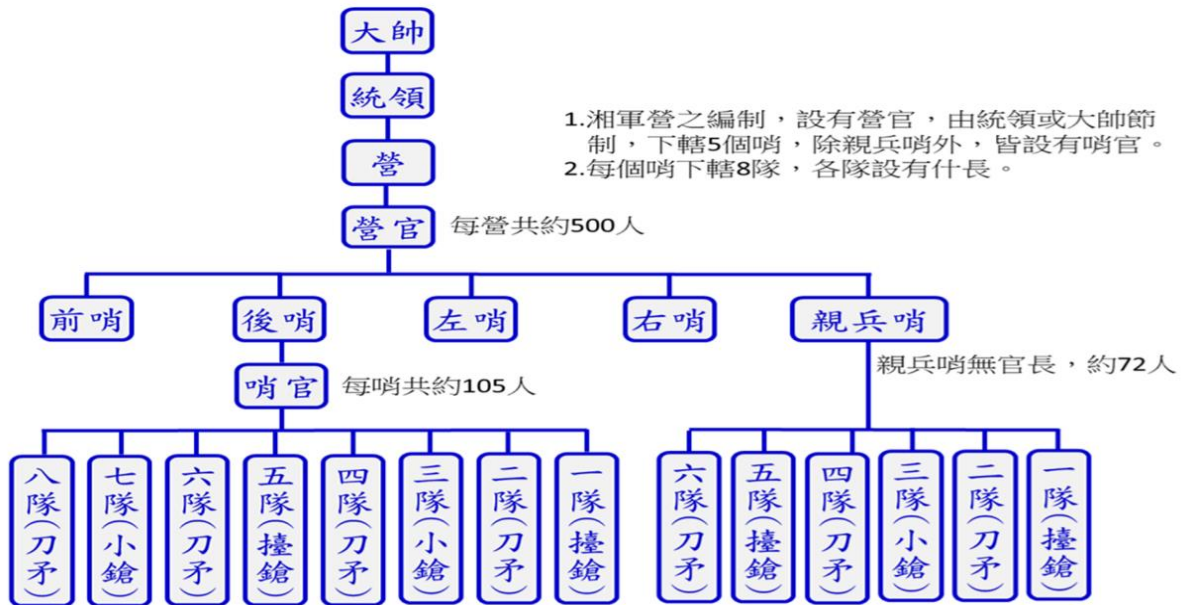 大帥
統領
1.湘軍營之編制，設有營官，由統領或大帥節
制，下轄5個哨，除親兵哨外，皆設有哨官。
2.每個哨下轄8隊，各隊設有什長。
營
營官
每營共約500人
前哨
後哨
左哨
右哨
親兵哨
哨官
每哨共約105人
親兵哨無官長，約72人
八隊(刀矛)
七隊(小鎗)
六隊(刀矛)
五隊(擡鎗)
四隊(刀矛)
三隊(小鎗)
二隊(刀矛)
一隊(擡鎗)
六隊(刀矛)
五隊(擡鎗)
四隊(刀矛)
三隊(小鎗)
二隊(刀矛)
一隊(擡鎗)